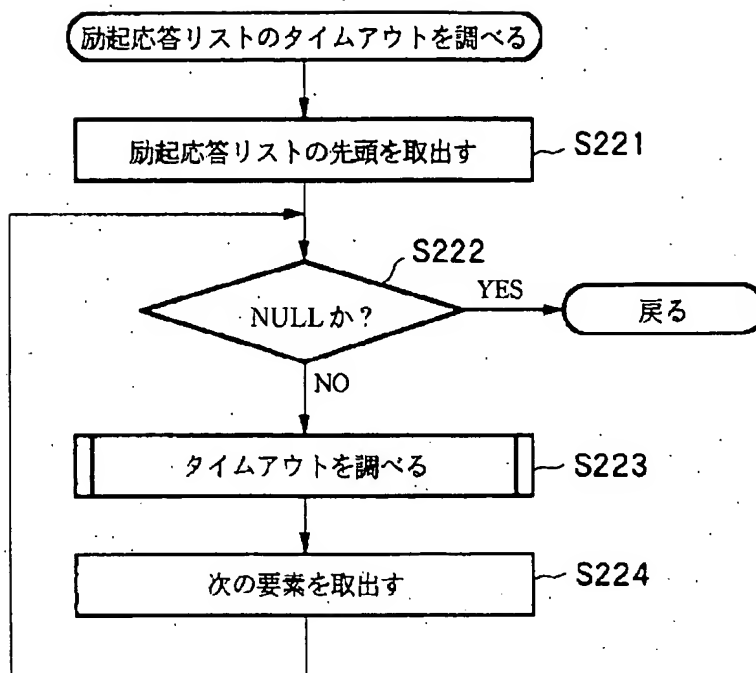 励起応答リストのタイムアウトを調べる
励起応答リストの先頭を取出す
S221
S222
NULLか？
YES
戻る
NO
タイムアウトを調べる
S223
次の要素を取出す
S224